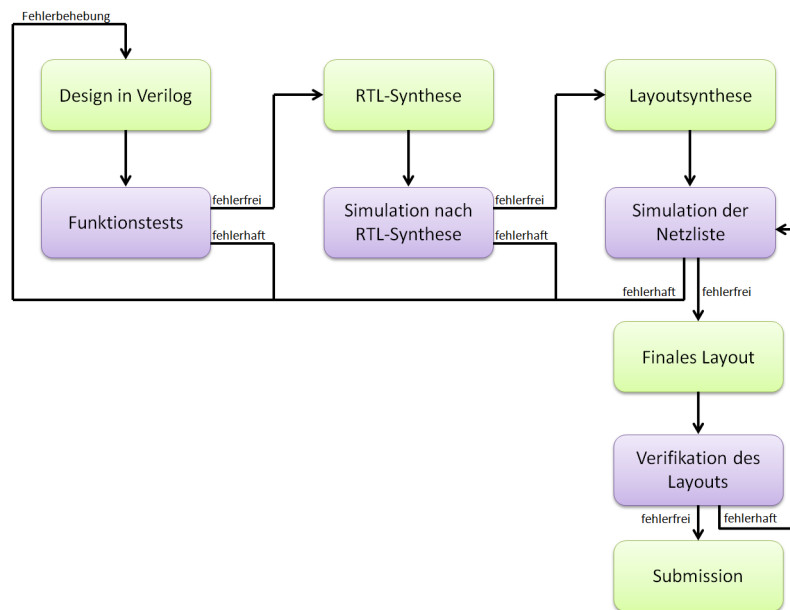 Fehlerbehebung
Design in Verilog
RTL-Synthese
Layoutsynthese
fehlerfrei
fehlerfrei
Funktionstests
Simulation nach
RTL-Synthese
Simulation der
Netzliste
fehlerhaft
fehlerhaft
fehlerhaft
fehlerfrei
Finales Layout
Verifikation des
Layouts
fehlerfrei
fehlerhaft
Submission